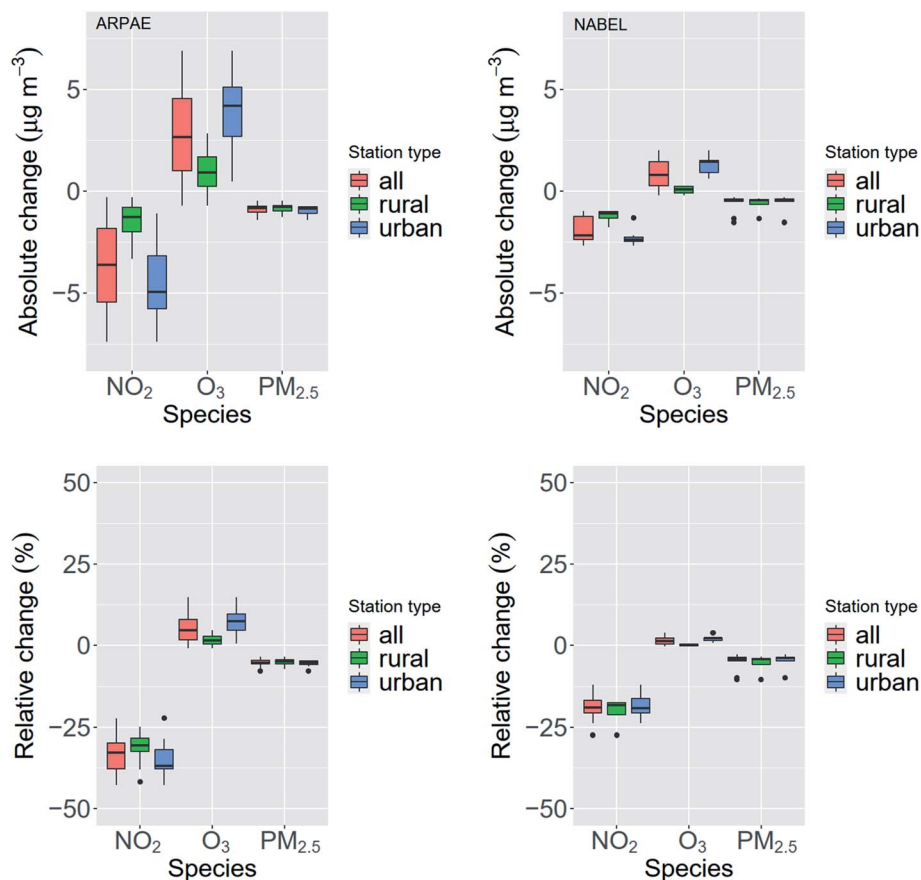 ARPAE
Absolute change (μg m⁻³)
5
0
−5
NO₂ O₃ PM₂.₅
Species
Station type
all
rural
urban
NABEL
Absolute change (μg m⁻³)
5
0
−5
NO₂ O₃ PM₂.₅
Species
Station type
all
rural
urban
Relative change (%)
50
25
0
−25
−50
NO₂ O₃ PM₂.₅
Species
Station type
all
rural
urban
Relative change (%)
50
25
0
−25
−50
NO₂ O₃ PM₂.₅
Species
Station type
all
rural
urban